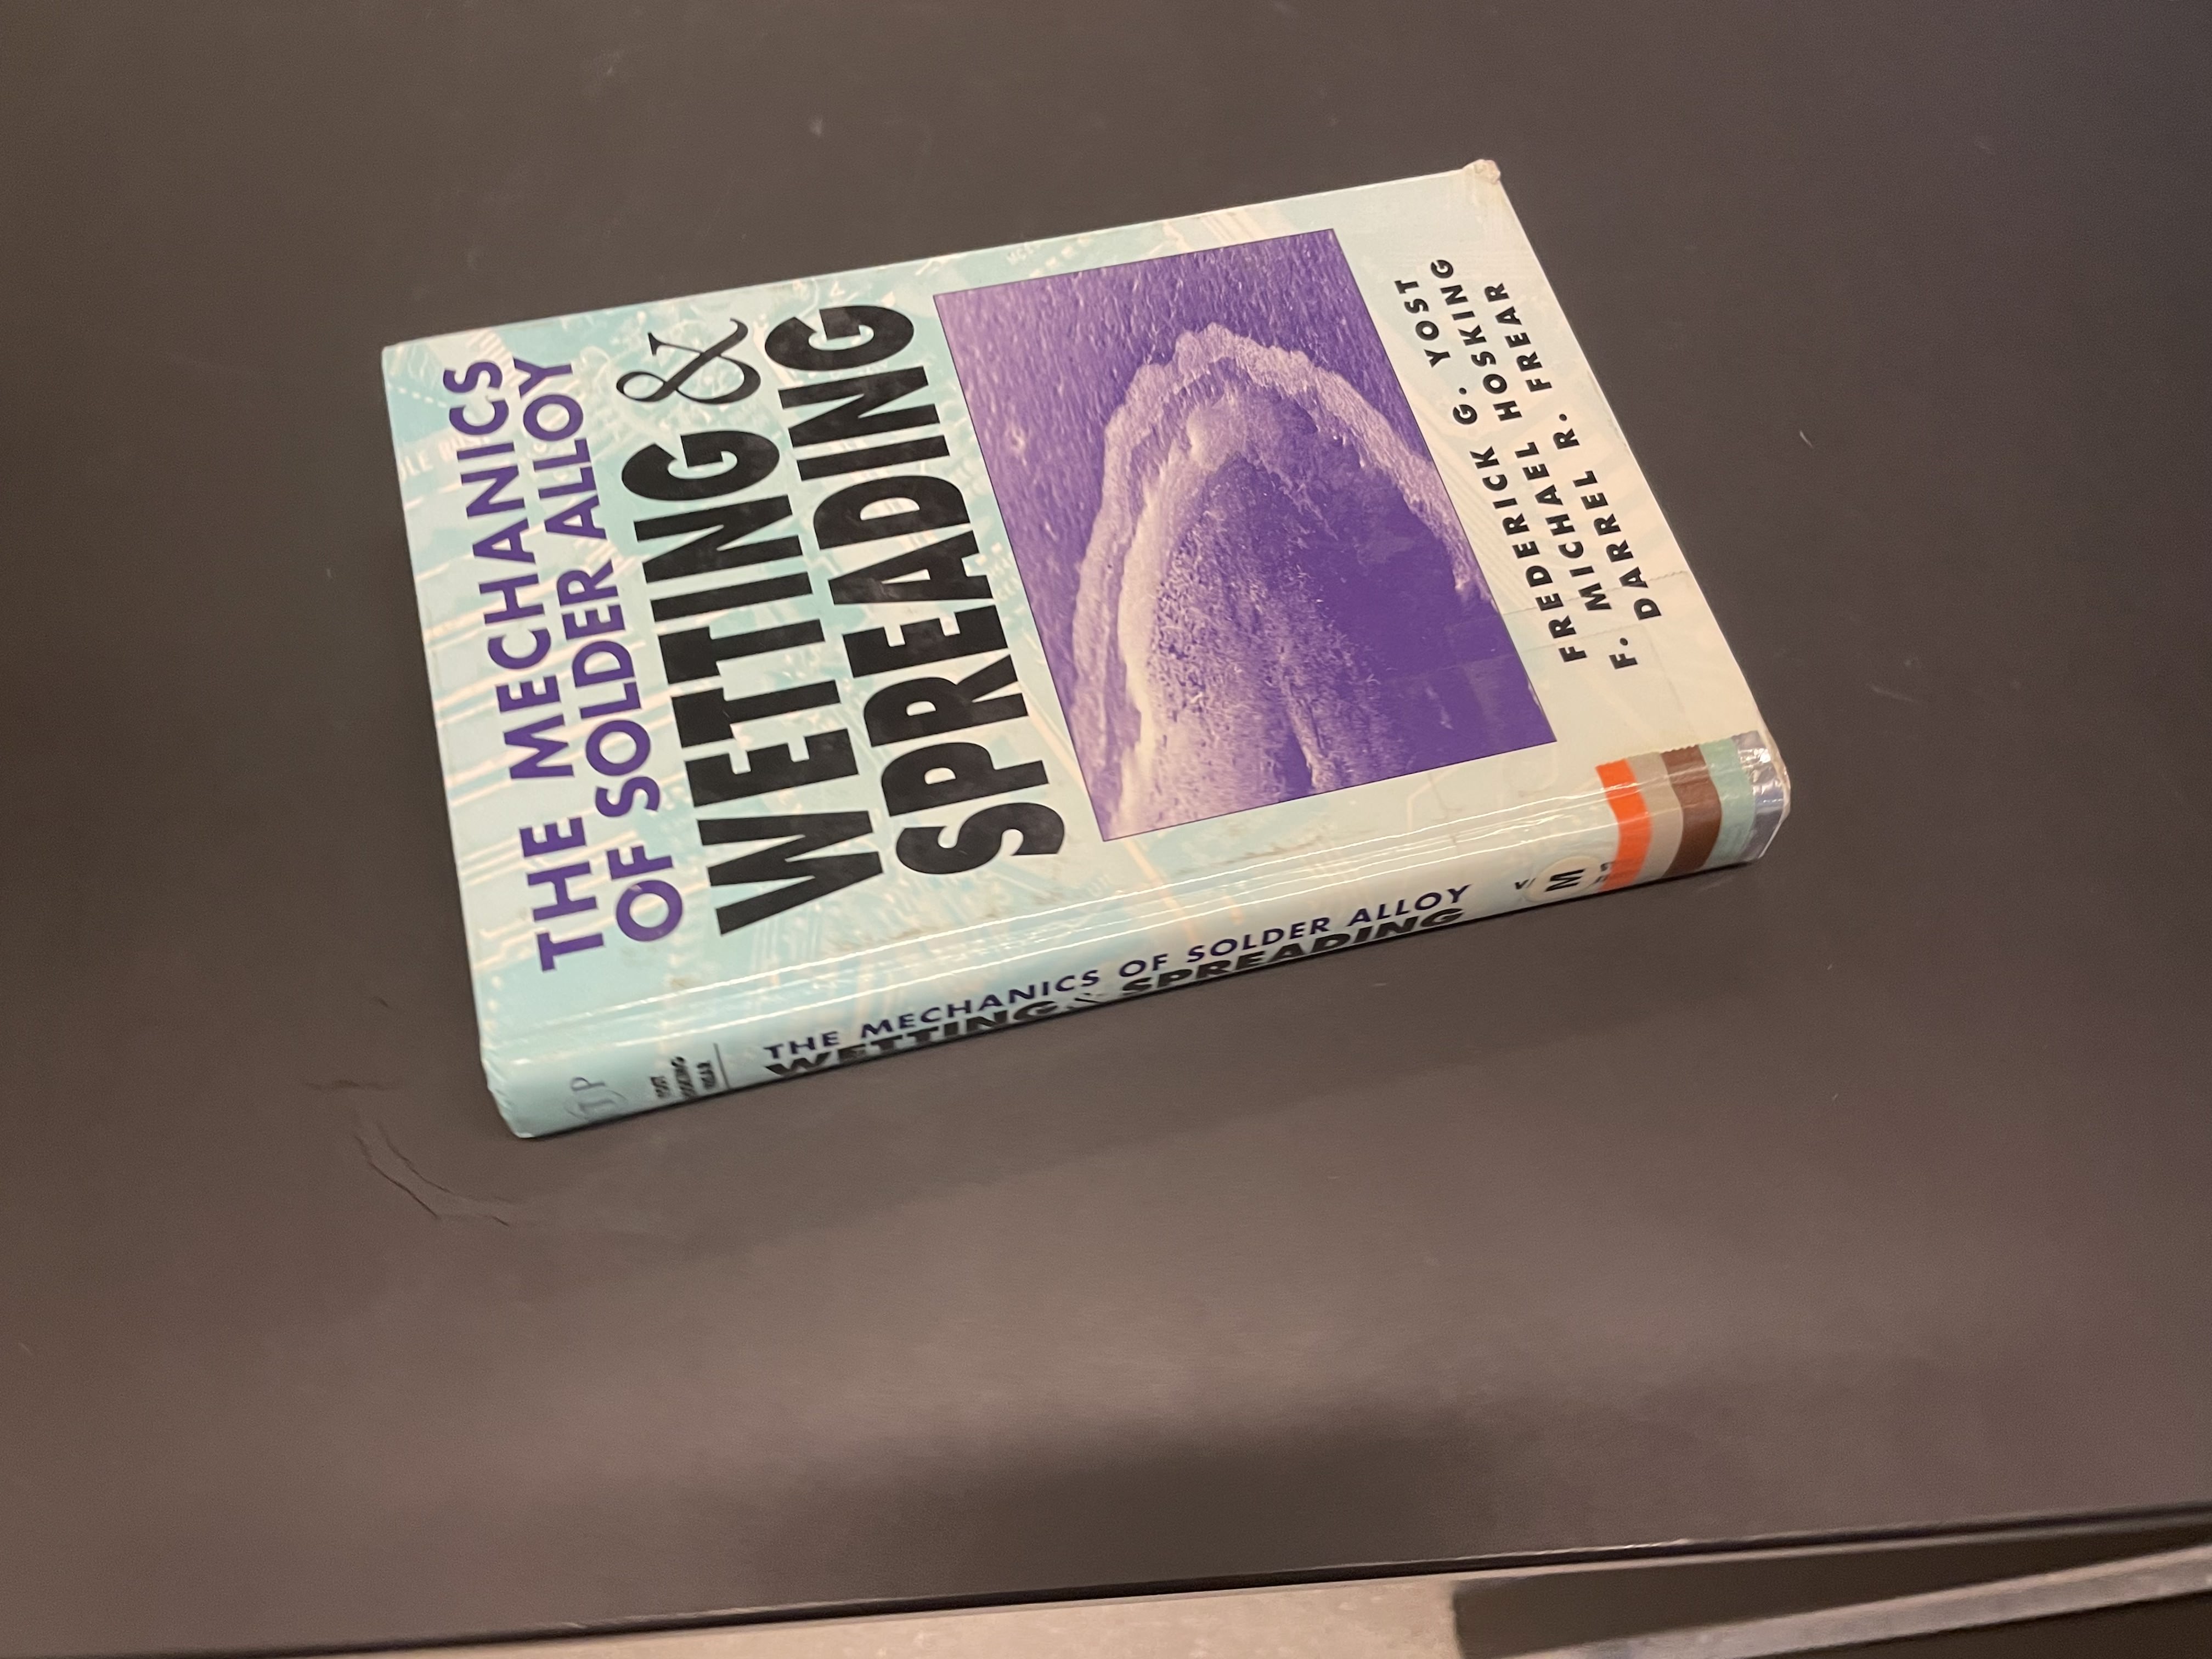 THE MECHANICS
OF SOLDER ALLOY
WETTING &
SPREADING
FREDERICK G. YOST
F. MICHAEL HOSKING
DARREL R. FREAR
THE MECHANICS OF SOLDER ALLOY
WETTING & SPREADING
M